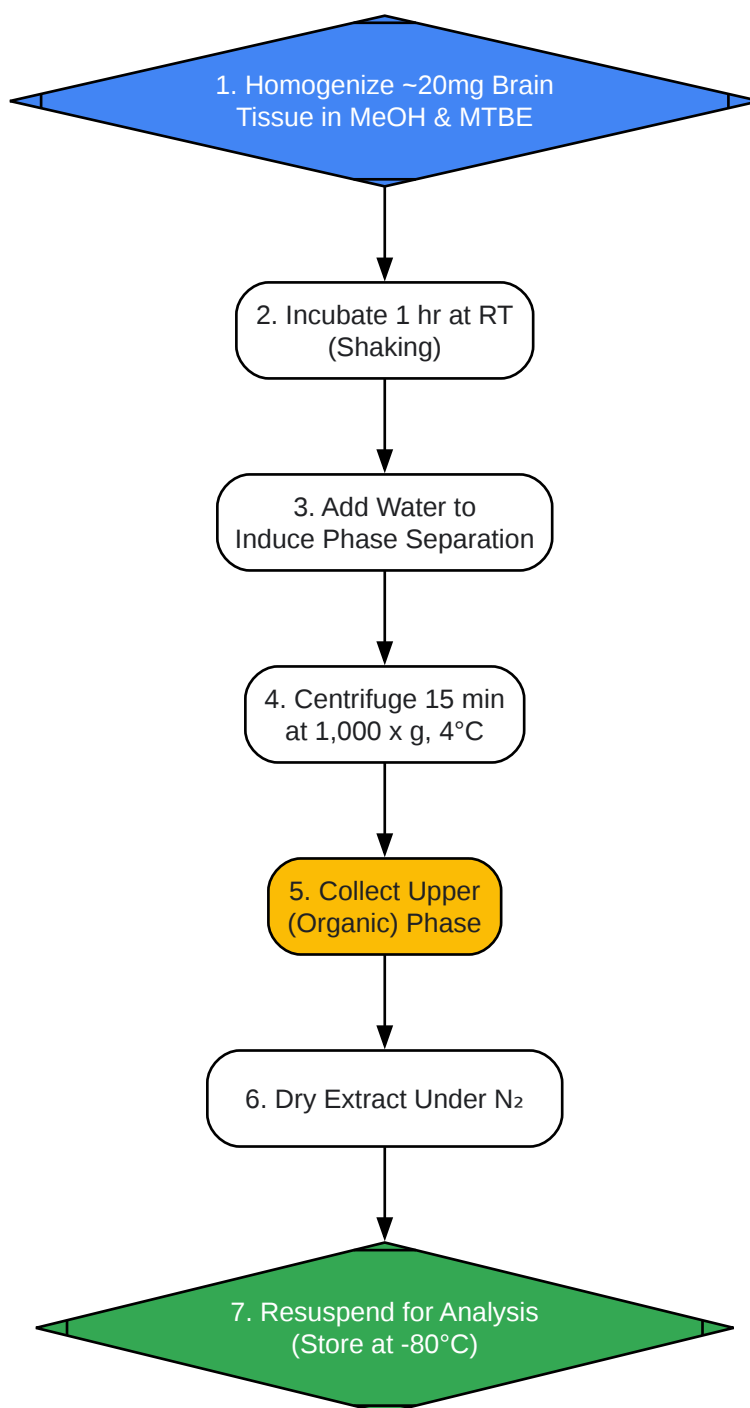 1. Homogenize ~20mg Brain
Tissue in MeOH & MTBE
2. Incubate 1 hr at RT
(Shaking)
3. Add Water to
Induce Phase Separation
4. Centrifuge 15 min
at 1,000 x g, 4°C
5. Collect Upper
(Organic) Phase
6. Dry Extract Under N₂
7. Resuspend for Analysis
(Store at -80°C)